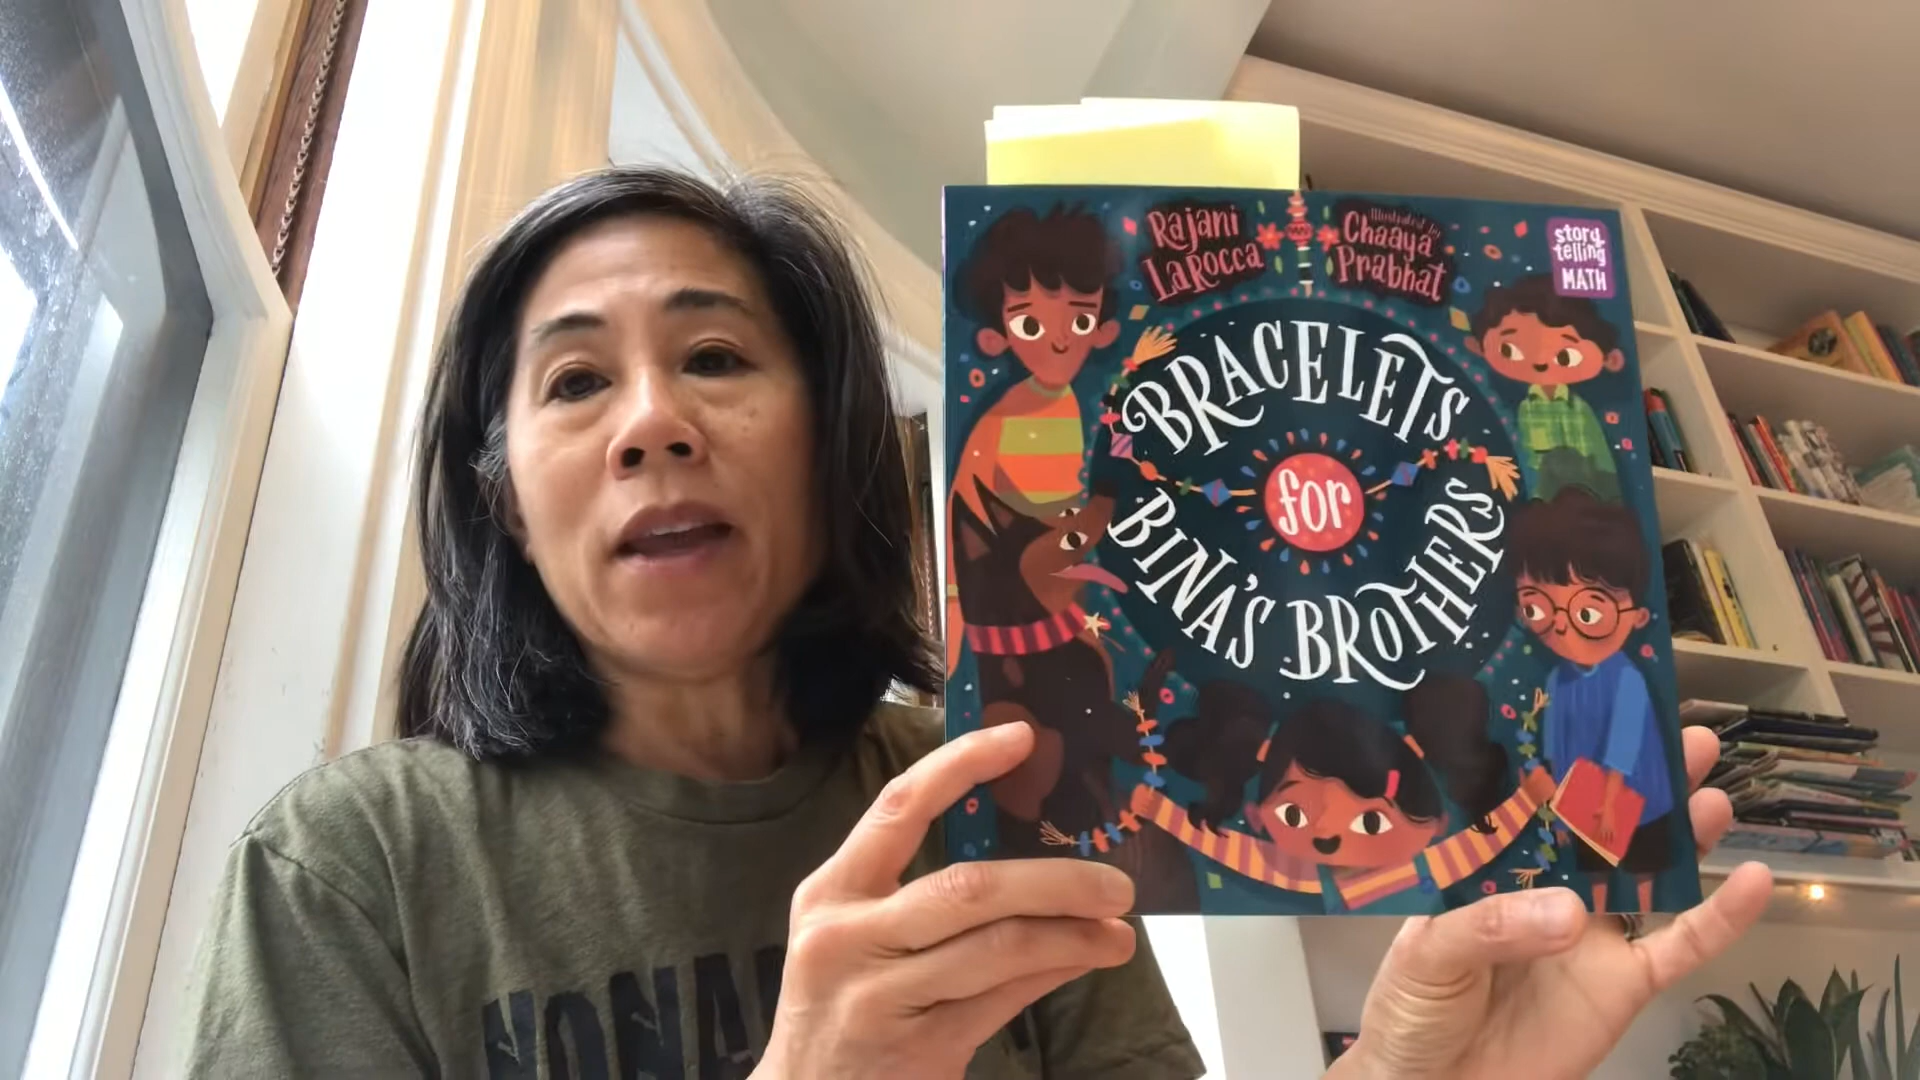 Rajani
LaRocca
Illustrated by
Chaaya
Prabhat
story
telling
MATH
BRACELETS
for
BINA'S BROTHERS